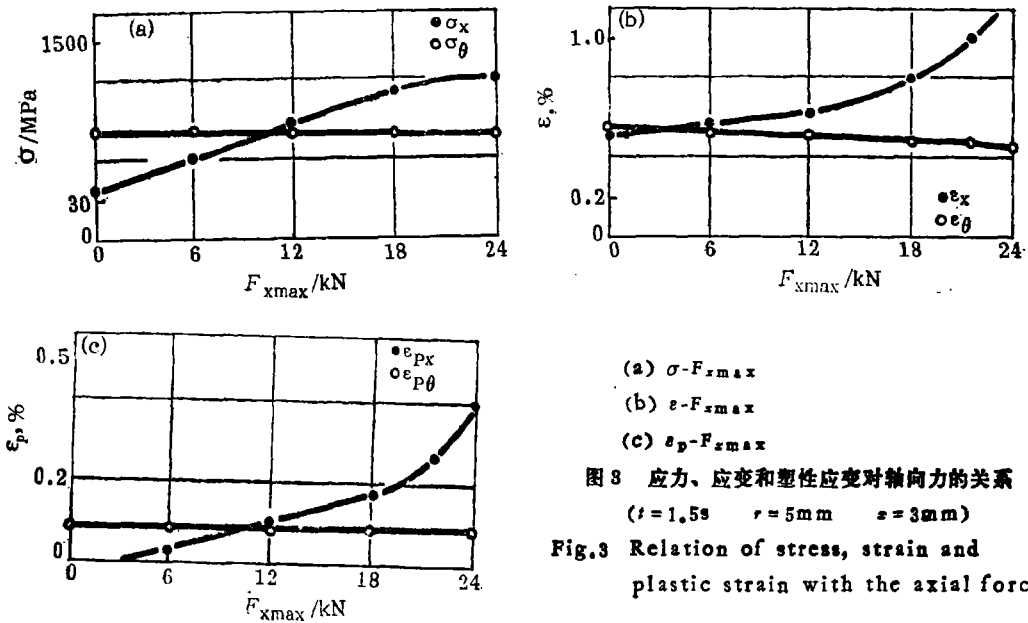 (a)
● σx
○ σθ
1500
30
0
σ/MPa
0 6 12 18 24
Fxmax/kN
(b)
1.0
0.2
0
ε,%
● εx
○ εθ
0 6 12 18 24
Fxmax/kN
(c)
● εPx
○ εPθ
0.5
0.2
0
εp,%
0 6 12 18 24
Fxmax/kN
(a) σ-Fxmax
(b) ε-Fxmax
(c) εp-Fxmax
图 3 应力、应变和塑性应变对轴向力的关系
(t=1.5s r=5mm z=3mm)
Fig.3 Relation of stress, strain and
plastic strain with the axial forc